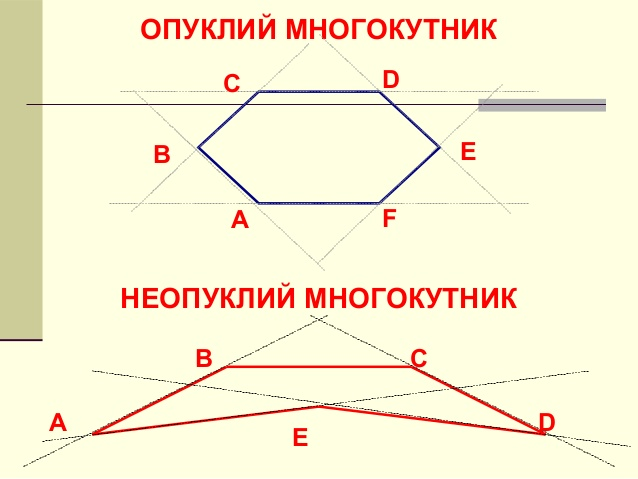 ОПУКЛИЙ МНОГОКУТНИК
C D
B E
A F
НЕОПУКЛИЙ МНОГОКУТНИК
B C
A D
E